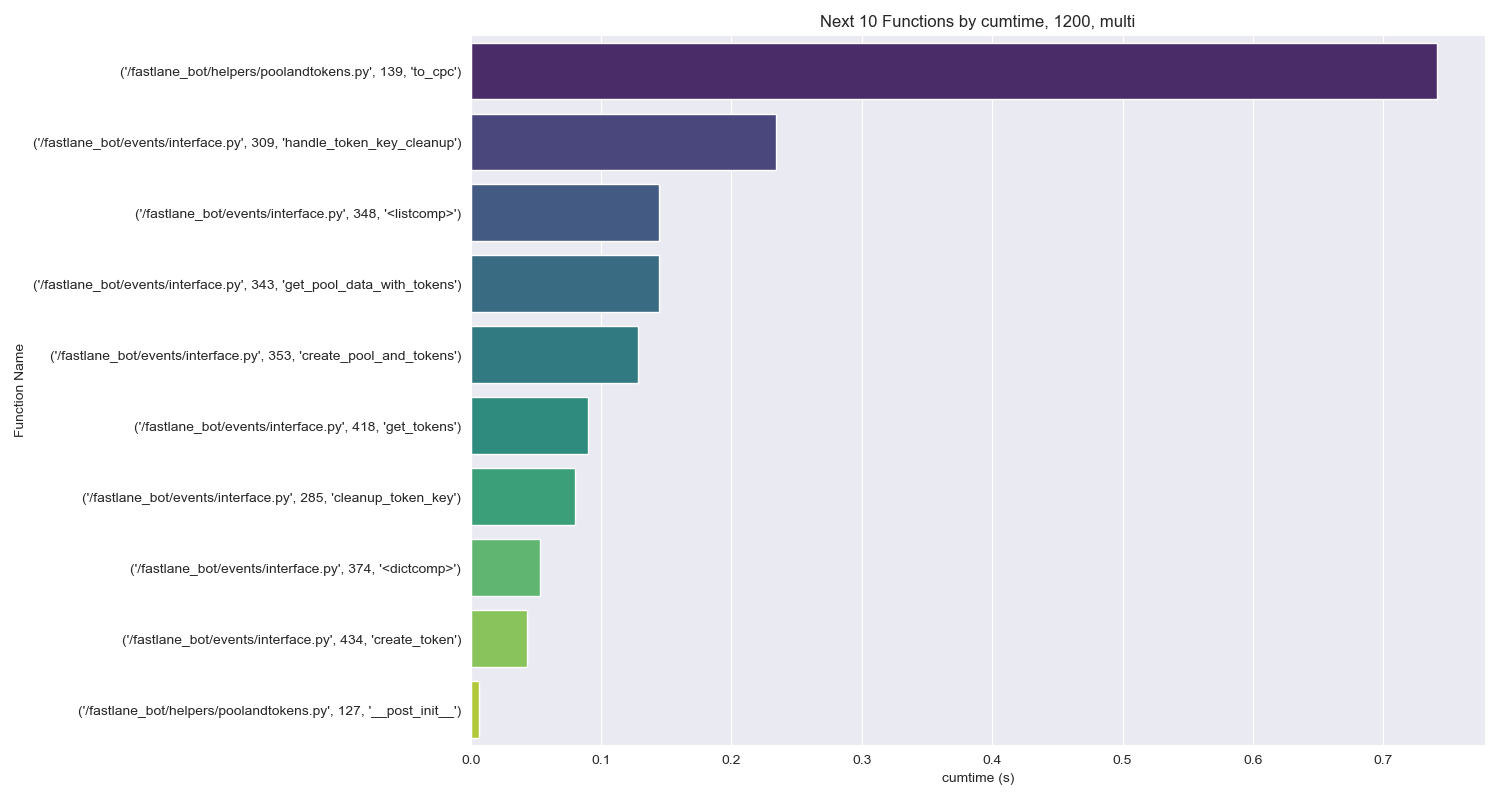 Next 10 Functions by cumtime, 1200, multi
('/fastlane_bot/helpers/poolandtokens.py', 139, 'to_cpc')
('/fastlane_bot/events/interface.py', 309, 'handle_token_key_cleanup')
('/fastlane_bot/events/interface.py', 348, '<listcomp>')
('/fastlane_bot/events/interface.py', 343, 'get_pool_data_with_tokens')
('/fastlane_bot/events/interface.py', 353, 'create_pool_and_tokens')
('/fastlane_bot/events/interface.py', 418, 'get_tokens')
('/fastlane_bot/events/interface.py', 285, 'cleanup_token_key')
('/fastlane_bot/events/interface.py', 374, '<dictcomp>')
('/fastlane_bot/events/interface.py', 434, 'create_token')
('/fastlane_bot/helpers/poolandtokens.py', 127, '__post_init__')
Function Name
0.0 0.1 0.2 0.3 0.4 0.5 0.6 0.7
cumtime (s)